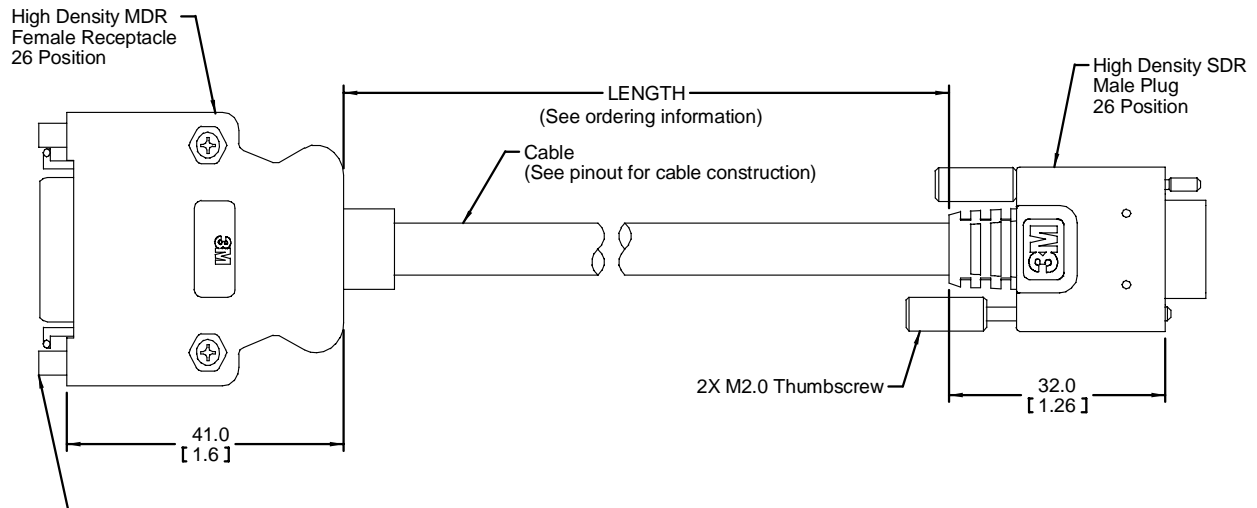 High Density MDR
Female Receptacle
26 Position
LENGTH
(See ordering information)
High Density SDR
Male Plug
26 Position
Cable
(See pinout for cable construction)
3M
3M
2X M2.0 Thumbscrew
32.0
[1.26]
41.0
[1.6]